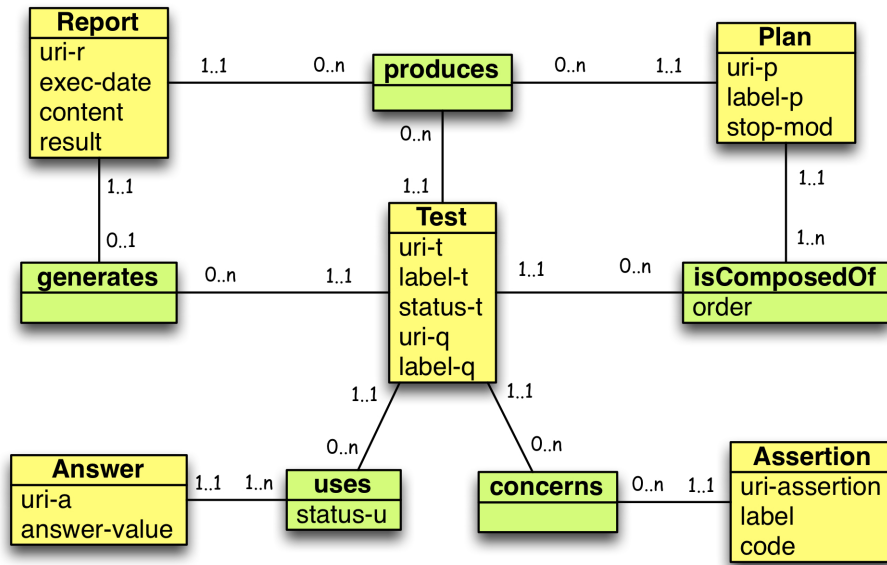 Report
uri-r
exec-date
content
result
1..1
0..n
produces
0..n
1..1
Plan
uri-p
label-p
stop-mod
0..n
1..1
1..1
0..1
1..1
1..n
Test
uri-t
label-t
status-t
uri-q
label-q
generates
0..n
1..1
1..1
0..n
isComposedOf
order
1..1
0..n
1..1
0..n
Answer
uri-a
answer-value
1..1
1..n
uses
status-u
concerns
0..n
1..1
Assertion
uri-assertion
label
code